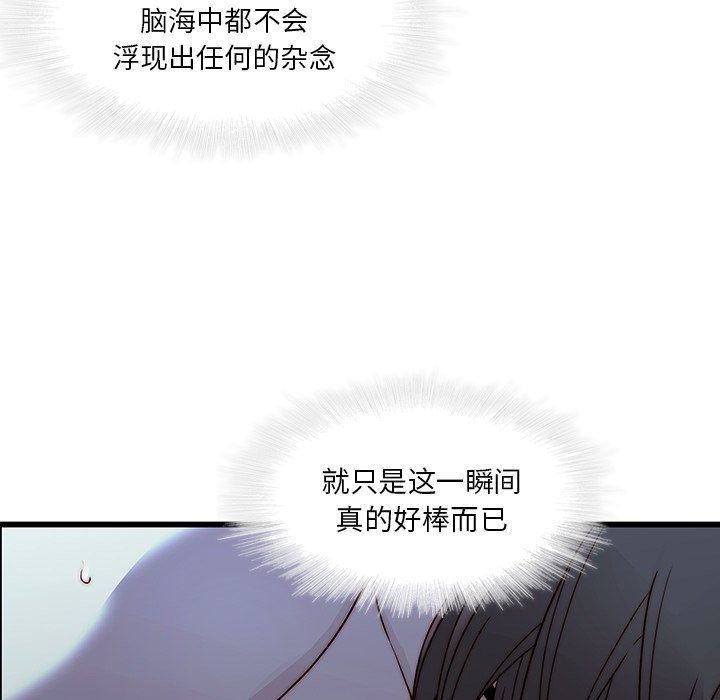 脑海中都不会
浮现出任何的杂念
就只是这一瞬间
真的好棒而已